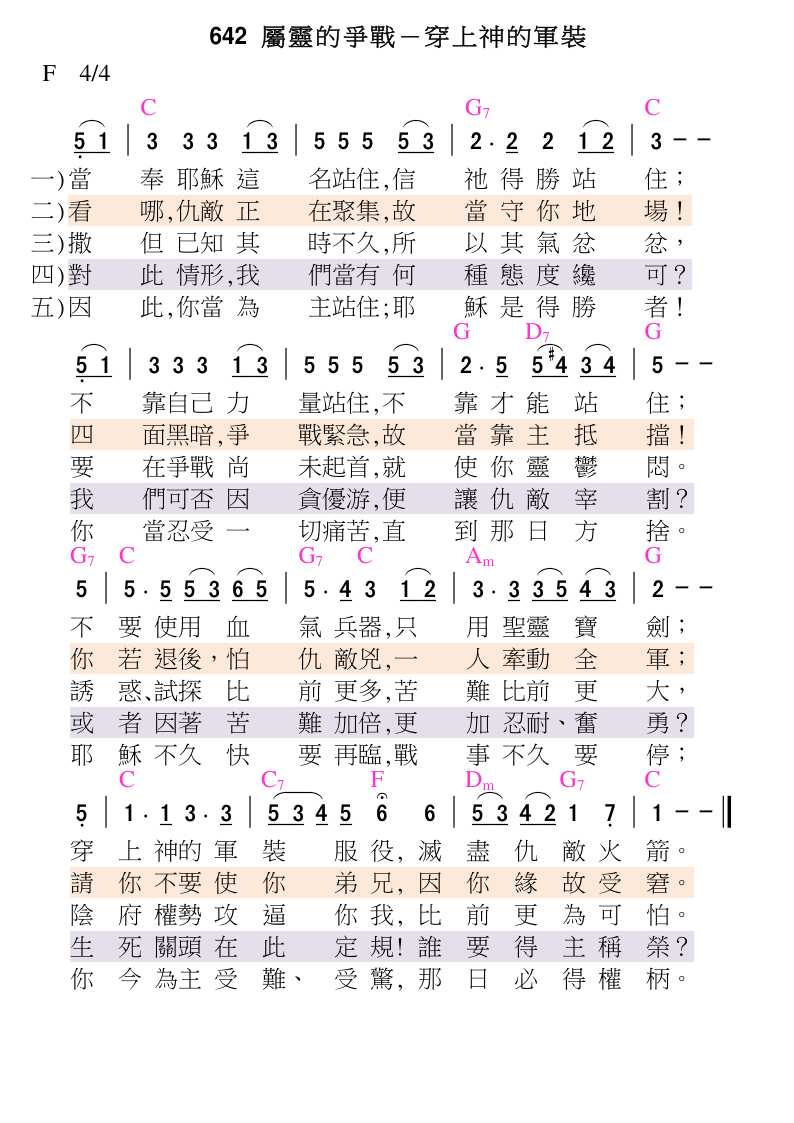 642 屬靈的爭戰－穿上神的軍裝
F 4/4
C G7 C
5 1 | 3 3 3 1 3 | 5 5 5 5 3 | 2 · 2 2 1 2 | 3 － －
一)當 奉 耶穌 這 名站住,信 祂 得 勝 站 住；
二)看 哪,仇敵 正 在聚集,故 當 守 你 地 場！
三)撒 但 已知 其 時不久,所 以 其 氣 忿 忿，
四)對 此 情形,我 們當有 何 種 態 度 纔 可？
五)因 此,你當 為 主站住;耶 穌 是 得 勝 者！
G D7 G
5 1 | 3 3 3 1 3 | 5 5 5 5 3 | 2 · 5 5 #4 3 4 | 5 － －
不 靠自己 力 量站住,不 靠 才 能 站 住；
四 面黑暗,爭 戰緊急,故 當 靠 主 抵 擋！
要 在爭戰 尚 未起首,就 使 你 靈 鬱 悶。
我 們可否 因 貪優游,便 讓 仇 敵 宰 割？
你 當忍受 一 切痛苦,直 到 那 日 方 捨。
G7 C G7 C Am G
5 | 5 · 5 5 3 6 5 | 5 · 4 3 1 2 | 3 · 3 3 5 4 3 | 2 － －
不 要 使用 血 氣 兵器,只 用 聖靈 寶 劍；
你 若 退後，怕 仇 敵兇,一 人 牽動 全 軍；
誘 惑、試探 比 前 更多,苦 難 比前 更 大，
或 者 因著 苦 難 加倍,更 加 忍耐、奮 勇？
耶 穌 不久 快 要 再臨,戰 事 不久 要 停；
C C7 F Dm G7 C
5 | 1 · 1 3 · 3 | 5 3 4 5 6 6 | 5 3 4 2 1 7 | 1 － －
穿 上 神的 軍 裝 服 役, 滅 盡 仇 敵 火 箭。
請 你 不要 使 你 弟 兄, 因 你 緣 故 受 窘。
陰 府 權勢 攻 逼 你 我, 比 前 更 為 可 怕。
生 死 關頭 在 此 定 規! 誰 要 得 主 稱 榮？
你 今 為主 受 難、 受 驚, 那 日 必 得 權 柄。